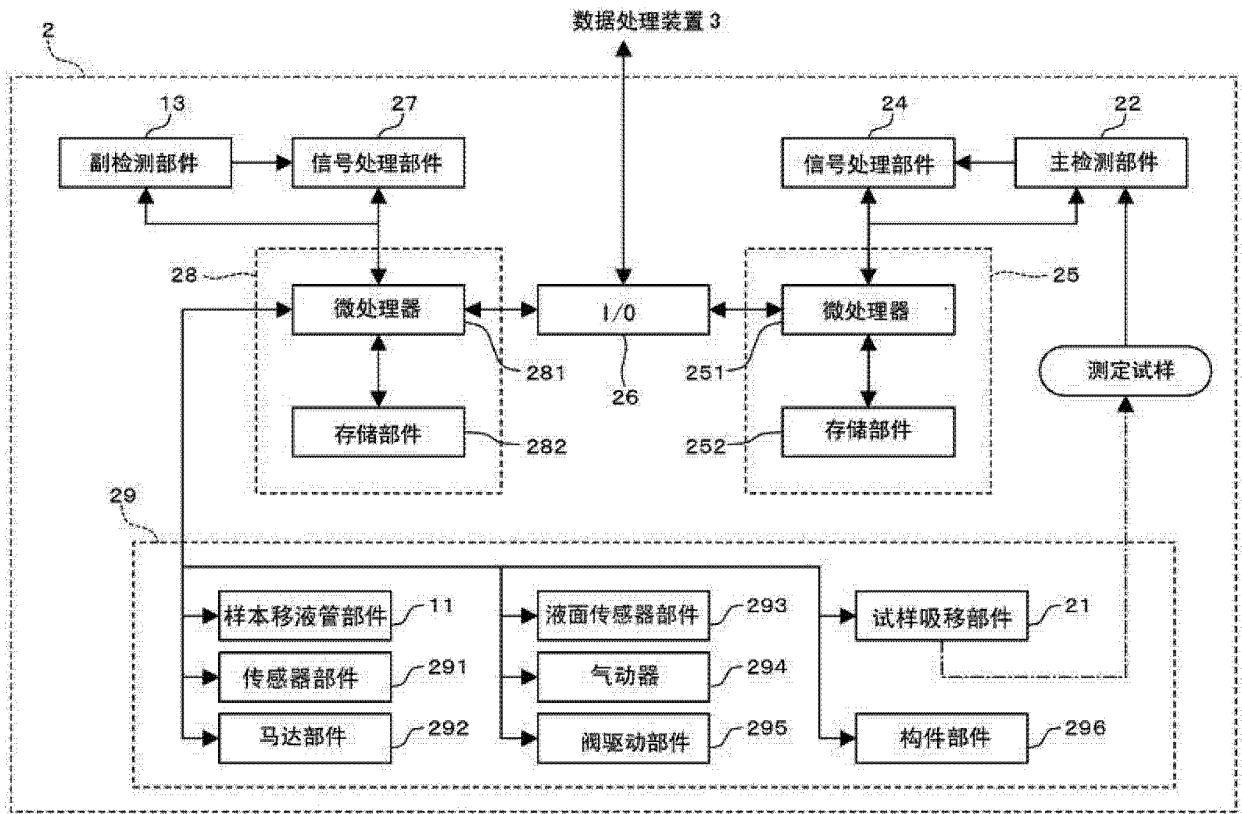 数据处理装置 3
2
13
27
24
22
副检测部件
信号处理部件
信号处理部件
主检测部件
28
25
微处理器
I/O
微处理器
281
26
251
测定试样
存储部件
282
252
存储部件
29
样本移液管部件
11
液面传感器部件
293
试样吸移部件
21
传感器部件
291
气动器
294
马达部件
292
阀驱动部件
295
构件部件
296